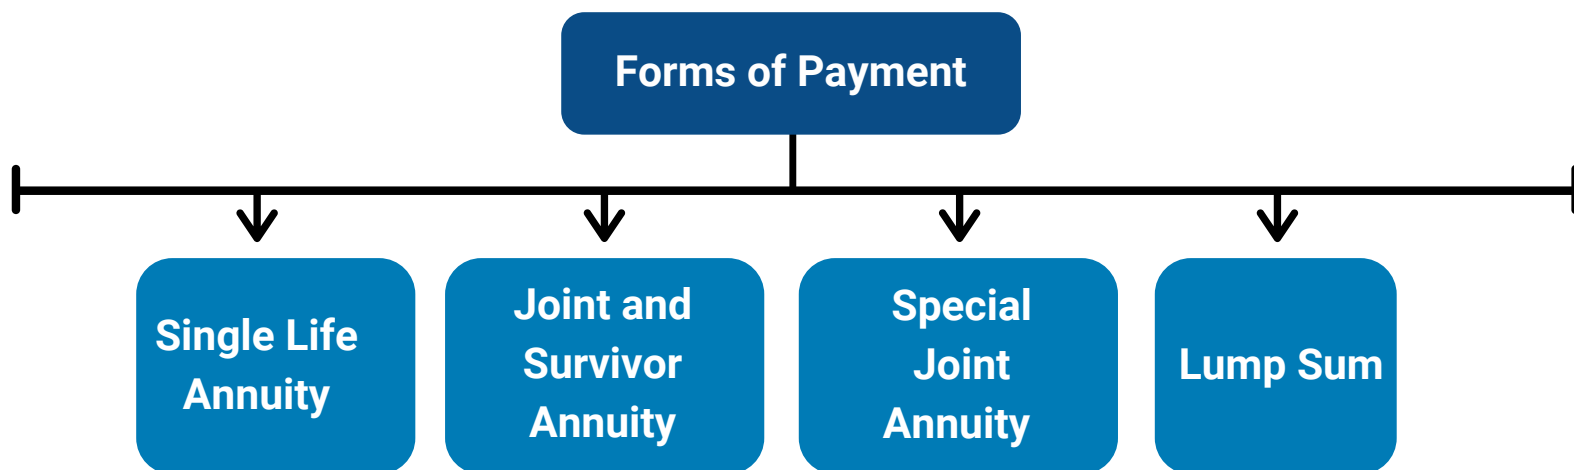 Forms of Payment
Single Life
Annuity
Joint and
Survivor
Annuity
Special
Joint
Annuity
Lump Sum